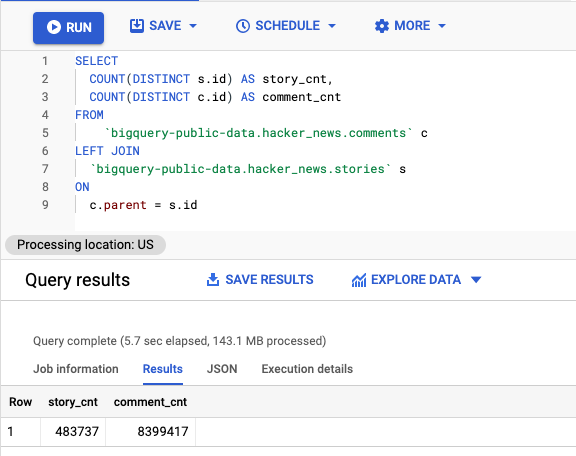 RUN SAVE SCHEDULE MORE
1 SELECT
2 COUNT(DISTINCT s.id) AS story_cnt,
3 COUNT(DISTINCT c.id) AS comment_cnt
4 FROM
5 `bigquery-public-data.hacker_news.comments` c
6 LEFT JOIN
7 `bigquery-public-data.hacker_news.stories` s
8 ON
9 c.parent = s.id
Processing location: US
Query results SAVE RESULTS EXPLORE DATA
Query complete (5.7 sec elapsed, 143.1 MB processed)
Job information Results JSON Execution details
Row story_cnt comment_cnt
1 483737 8399417